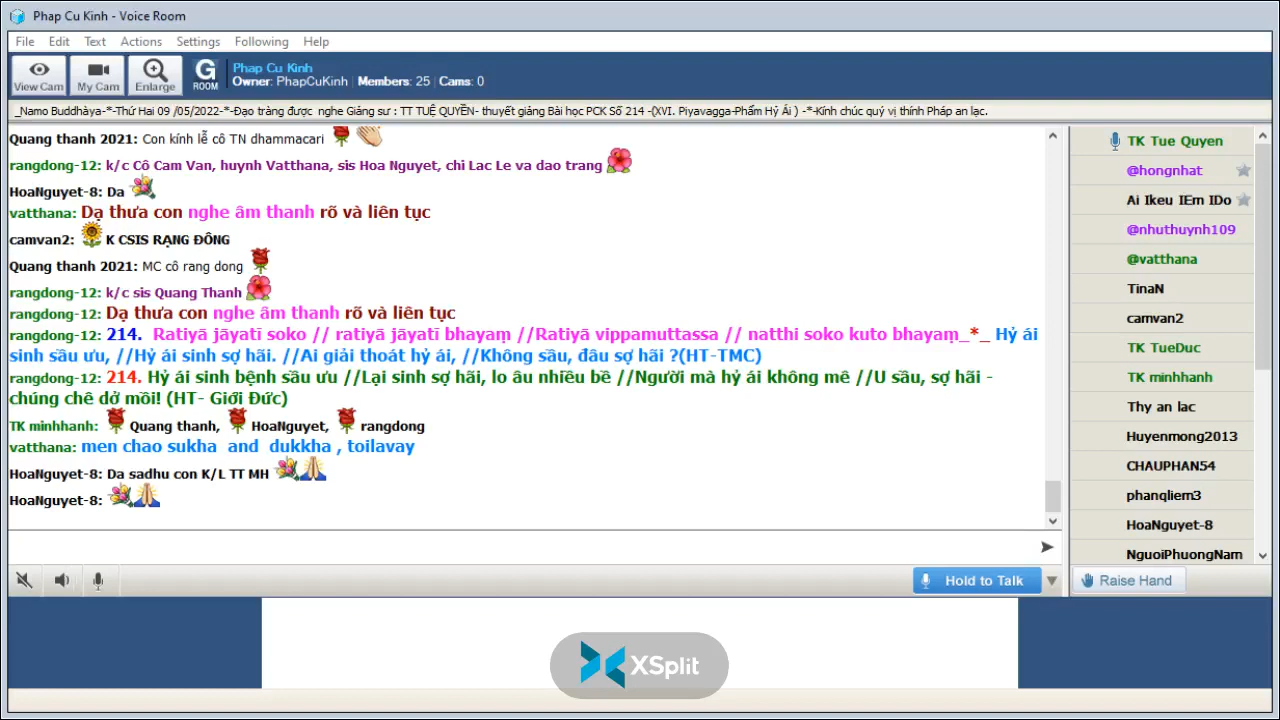 Phap Cu Kinh - Voice Room
File Edit Text Actions Settings Following Help
View Cam My Cam Enlarge G ROOM
Phap Cu Kinh
Owner: PhapCuKinh | Members: 25 | Cams: 0
_Namo Buddhàya-*-Thứ Hai 09 /05/2022-*-Đạo tràng được nghe Giảng sư : TT TUỆ QUYỀN- thuyết giảng Bài học PCK Số 214 -(XVI. Piyavagga-Phẩm Hỷ Ái ) -*-Kính chúc quý vị thính Pháp an lạc.
Quang thanh 2021: Con kính lễ cô TN dhammacari
rangdong-12: k/c Cô Cam Van, huynh Vatthana, sis Hoa Nguyet, chi Lac Le va dao trang
HoaNguyet-8: Da
vatthana: Dạ thưa con nghe âm thanh rõ và liên tục
camvan2: K CSIS RẠNG ĐÔNG
Quang thanh 2021: MC cô rang dong
rangdong-12: k/c sis Quang Thanh
rangdong-12: Dạ thưa con nghe âm thanh rõ và liên tục
rangdong-12: 214. Ratiyā jāyatī soko // ratiyā jāyatī bhayaṃ //Ratiyā vippamuttassa // natthi soko kuto bhayaṃ_*_ Hỷ ái
sinh sầu ưu, //Hỷ ái sinh sợ hãi. //Ai giải thoát hỷ ái, //Không sầu, đâu sợ hãi ?(HT-TMC)
rangdong-12: 214. Hỷ ái sinh bệnh sầu ưu //Lại sinh sợ hãi, lo âu nhiều bề //Người mà hỷ ái không mê //U sầu, sợ hãi -
chúng chê dở mồi! (HT- Giới Đức)
TK minhhanh: Quang thanh, HoaNguyet, rangdong
vatthana: men chao sukha and dukkha , toilavay
HoaNguyet-8: Da sadhu con K/L TT MH
HoaNguyet-8:
TK Tue Quyen
@hongnhat
Ai Ikeu IEm IDo
@nhuthuynh109
@vatthana
TinaN
camvan2
TK TueDuc
TK minhhanh
Thy an lac
Huyenmong2013
CHAUPHAN54
phanqliem3
HoaNguyet-8
NguoiPhuongNam
Hold to Talk
Raise Hand
XSplit